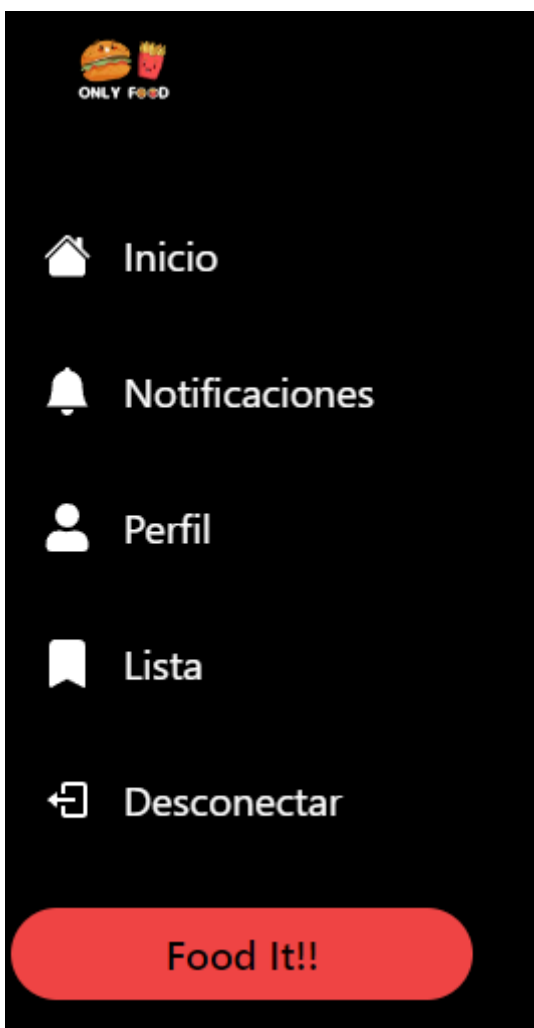 ONLY FOOD
Inicio
Notificaciones
Perfil
Lista
Desconectar
Food It!!